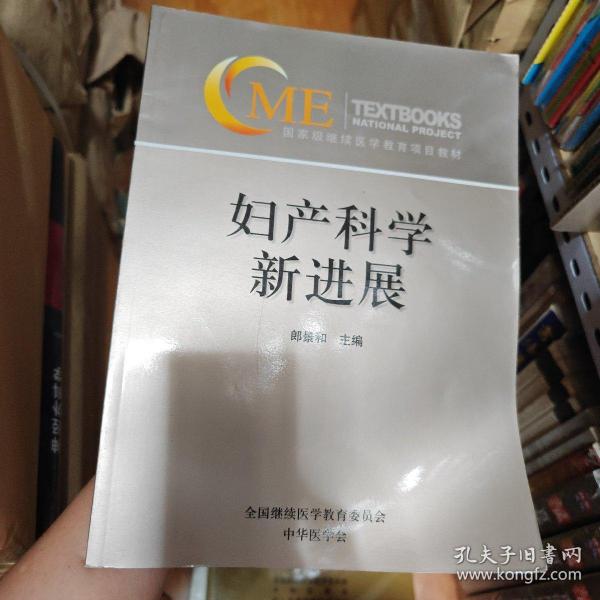 CME
TEXTBOOKS
NATIONAL PROJECT
国家级继续医学教育项目教材
妇产科学
新进展
郎景和 主编
全国继续医学教育委员会
中华医学会
孔夫子旧书网
www.kongfz.com